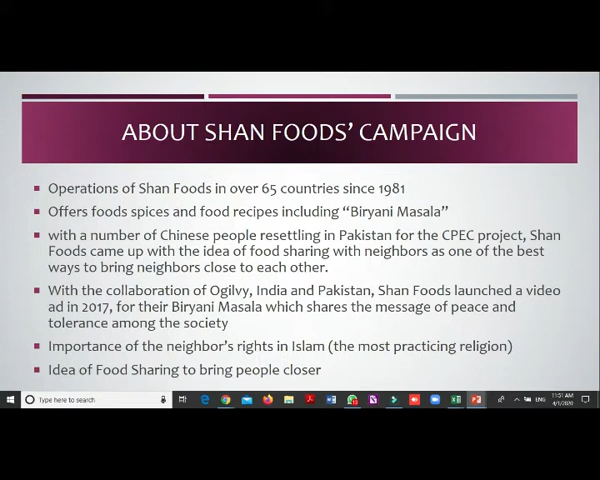 ABOUT SHAN FOODS' CAMPAIGN
Operations of Shan Foods in over 65 countries since 1981
Offers foods spices and food recipes including “Biryani Masala”
with a number of Chinese people resettling in Pakistan for the CPEC project, Shan
Foods came up with the idea of food sharing with neighbors as one of the best
ways to bring neighbors close to each other.
With the collaboration of Ogilvy, India and Pakistan, Shan Foods launched a video
ad in 2017, for their Biryani Masala which shares the message of peace and
tolerance among the society
Importance of the neighbor's rights in Islam (the most practicing religion)
Idea of Food Sharing to bring people closer
Type here to search
ENG
11:51 AM
4/1/2020